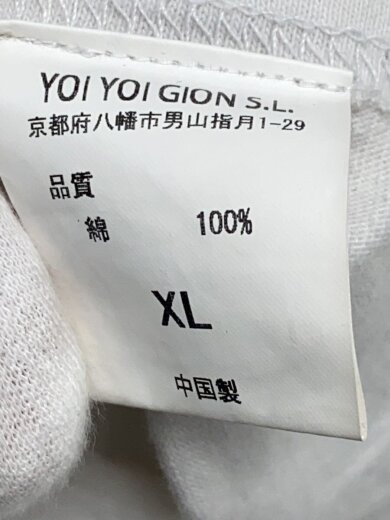 YOI YOI GION S.L.
京都府八幡市男山指月1-29
品質
綿 100%
XL
中国製